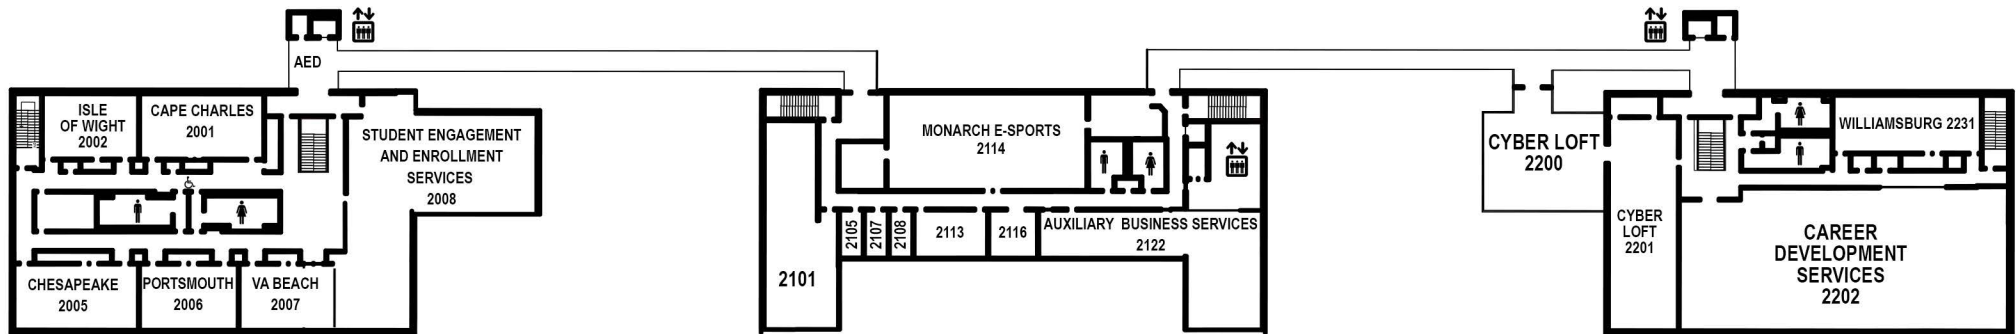 AED
ISLE
OF WIGHT
2002
CAPE CHARLES
2001
STUDENT ENGAGEMENT
AND ENROLLMENT
SERVICES
2008
CHESAPEAKE
2005
PORTSMOUTH
2006
VA BEACH
2007
MONARCH E-SPORTS
2114
2101
2105
2107
2108
2113
2116
AUXILIARY BUSINESS SERVICES
2122
CYBER LOFT
2200
CYBER
LOFT
2201
WILLIAMSBURG 2231
CAREER
DEVELOPMENT
SERVICES
2202